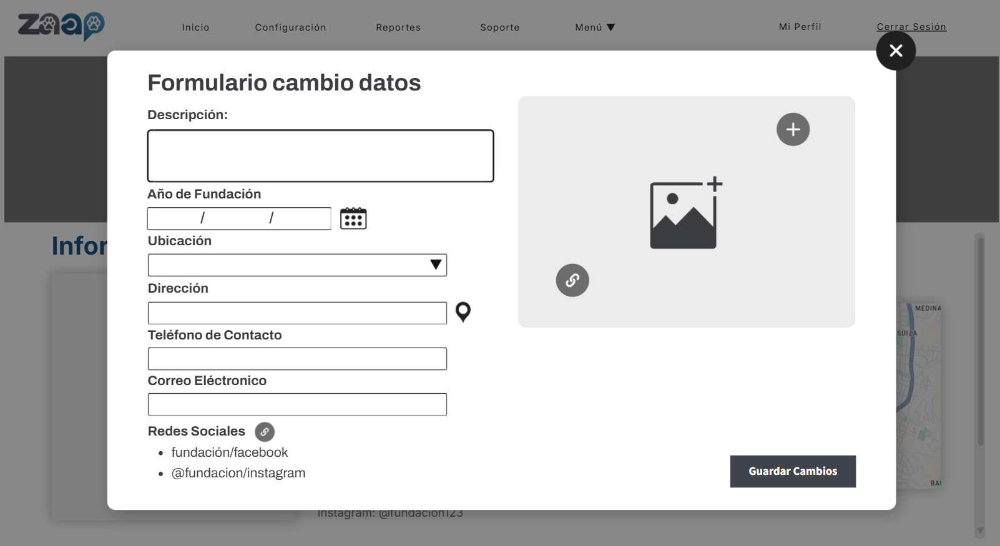 zaap
Inicio Configuración Reportes Soporte Menú ▼ Mi Perfil Cerrar Sesión
Formulario cambio datos
Descripción:
Año de Fundación
/ /
Ubicación
Dirección
Teléfono de Contacto
Correo Eléctronico
Redes Sociales
• fundación/facebook
• @fundacion/instagram
Guardar Cambios
Infor
MEDINA
SUIZA
BAI
Instagram: @fundacion123